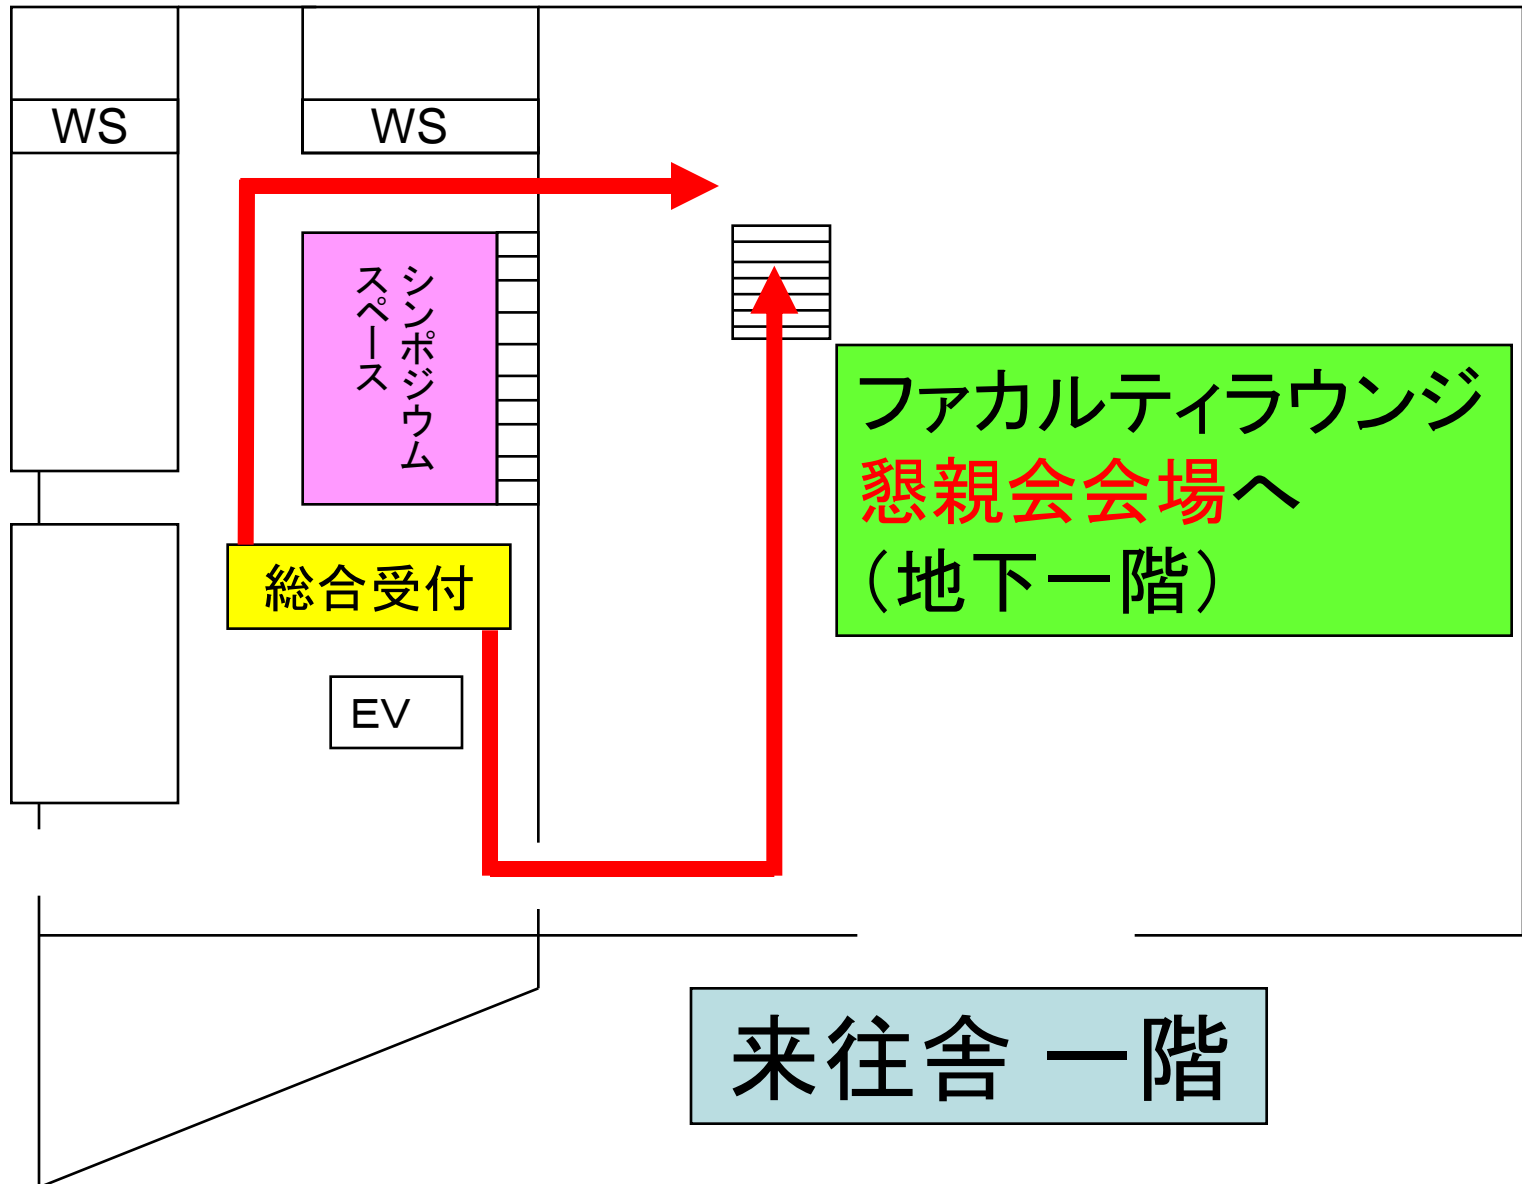 WS
WS
シンポジウム
スペース
総合受付
EV
ファカルティラウンジ
懇親会会場へ
（地下一階）
来往舎 一階